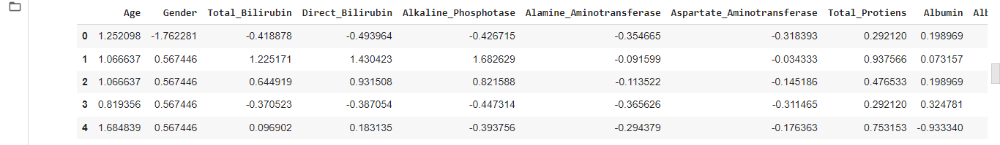 Age Gender Total_Bilirubin Direct_Bilirubin Alkaline_Phosphotase Alamine_Aminotransferase Aspartate_Aminotransferase Total_Protiens Albumin Alb
0 1.252098 -1.762281 -0.418878 -0.493964 -0.426715 -0.354665 -0.318393 0.292120 0.198969
1 1.066637 0.567446 1.225171 1.430423 1.682629 -0.091599 -0.034333 0.937566 0.073157
2 1.066637 0.567446 0.644919 0.931508 0.821588 -0.113522 -0.145186 0.476533 0.198969
3 0.819356 0.567446 -0.370523 -0.387054 -0.447314 -0.365626 -0.311465 0.292120 0.324781
4 1.684839 0.567446 0.096902 0.183135 -0.393756 -0.294379 -0.176363 0.753153 -0.933340